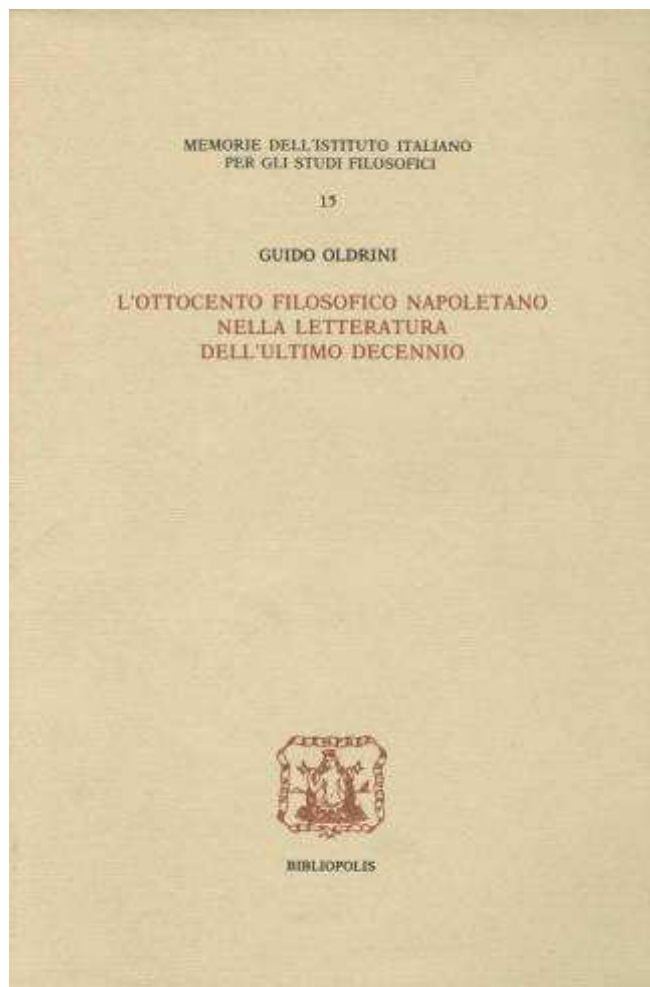 MEMORIE DELL'ISTITUTO ITALIANO
PER GLI STUDI FILOSOFICI
15
GUIDO OLDRINI
L'OTTOCENTO FILOSOFICO NAPOLETANO
NELLA LETTERATURA
DELL'ULTIMO DECENNIO
BIBLIOPOLIS